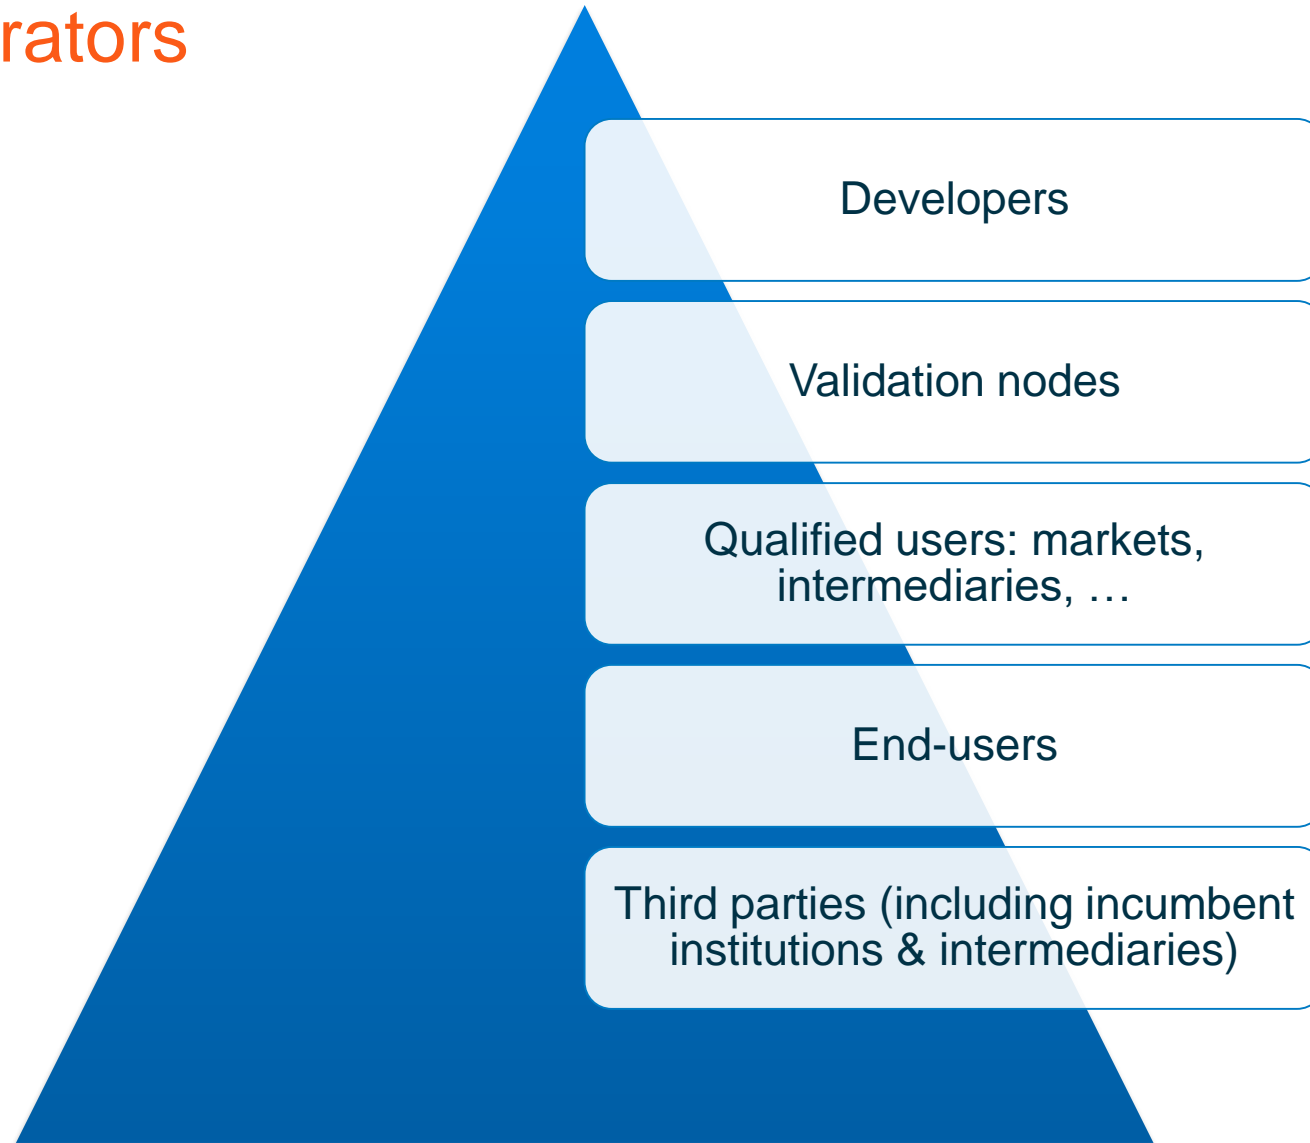 rators
Developers
Validation nodes
Qualified users: markets,
intermediaries, …
End-users
Third parties (including incumbent
institutions & intermediaries)